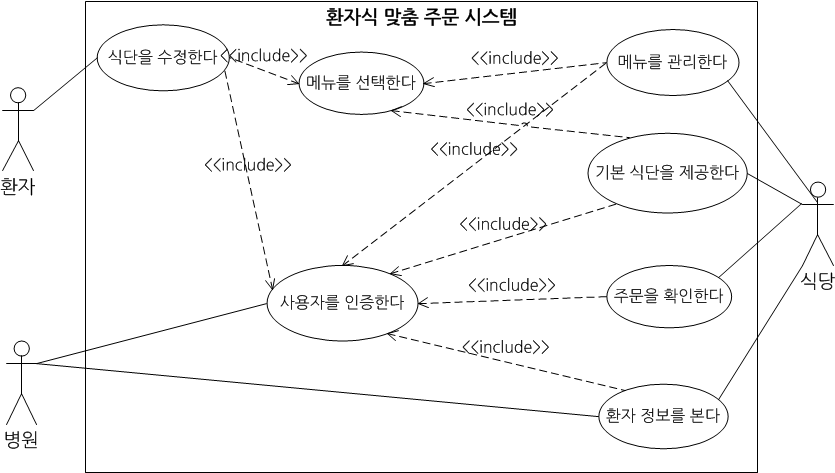 환자식 맞춤 주문 시스템
식단을 수정한다
<<include>>
메뉴를 선택한다
<<include>>
메뉴를 관리한다
<<include>>
환자
<<include>>
<<include>>
기본 식단을 제공한다
<<include>>
식당
사용자를 인증한다
<<include>>
주문을 확인한다
<<include>>
병원
환자 정보를 본다